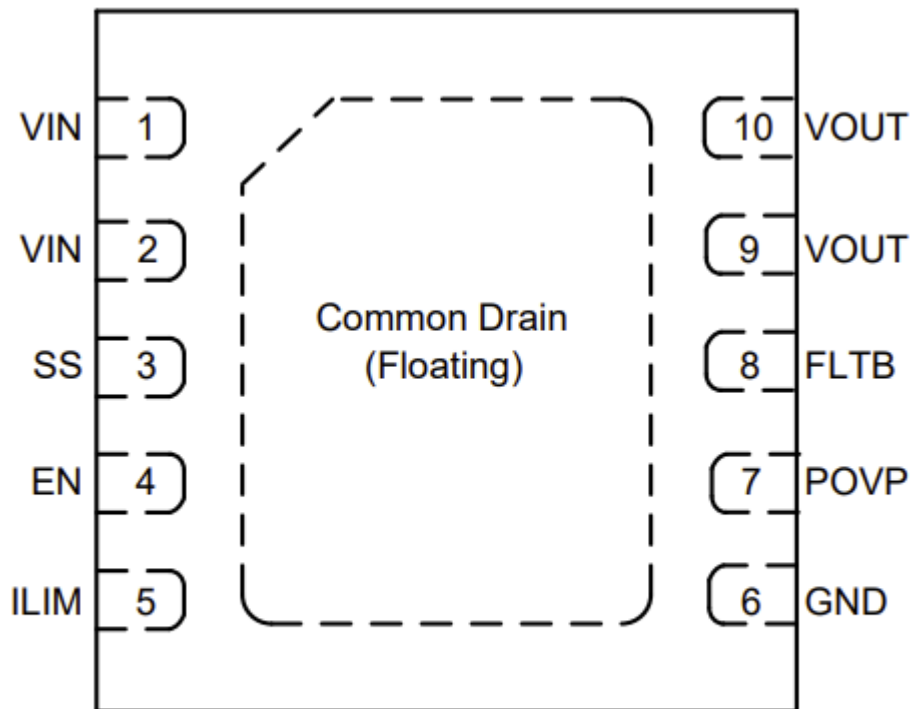 VIN 1 10 VOUT
VIN 2 9 VOUT
Common Drain
(Floating)
SS 3 8 FLTB
EN 4 7 POVP
ILIM 5 6 GND